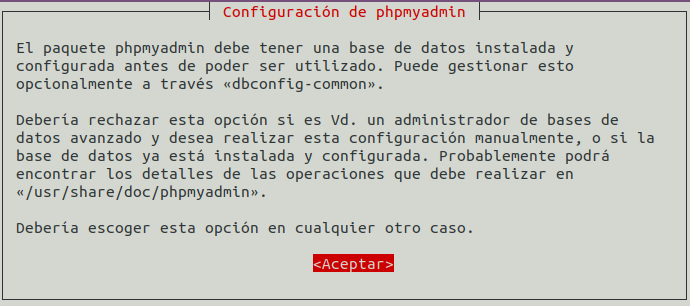 Configuración de phpmyadmin
El paquete phpmyadmin debe tener una base de datos instalada y
configurada antes de poder ser utilizado. Puede gestionar esto
opcionalmente a través «dbconfig-common».
Debería rechazar esta opción si es Vd. un administrador de bases de
datos avanzado y desea realizar esta configuración manualmente, o si la
base de datos ya está instalada y configurada. Probablemente podrá
encontrar los detalles de las operaciones que debe realizar en
«/usr/share/doc/phpmyadmin».
Debería escoger esta opción en cualquier otro caso.
<Aceptar>